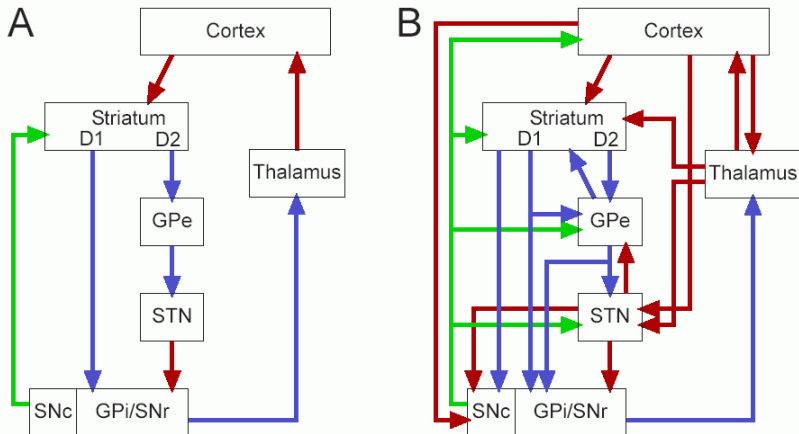 A
Cortex
Striatum
D1 D2
Thalamus
GPe
STN
SNc GPi/SNr
B
Cortex
Striatum
D1 D2
Thalamus
GPe
STN
SNc GPi/SNr